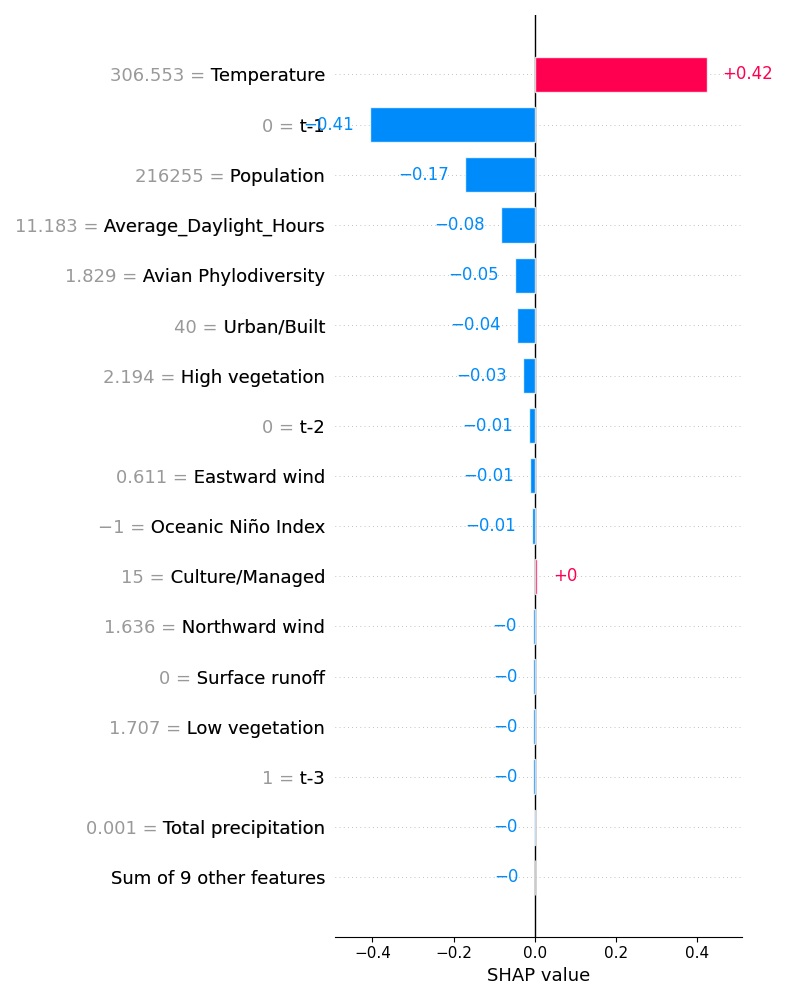 306.553 = Temperature +0.42
0 = t-1 −0.41
216255 = Population −0.17
11.183 = Average_Daylight_Hours −0.08
1.829 = Avian Phylodiversity −0.05
40 = Urban/Built −0.04
2.194 = High vegetation −0.03
0 = t-2 −0.01
0.611 = Eastward wind −0.01
−1 = Oceanic Niño Index −0.01
15 = Culture/Managed +0
1.636 = Northward wind −0
0 = Surface runoff −0
1.707 = Low vegetation −0
1 = t-3 −0
0.001 = Total precipitation −0
Sum of 9 other features −0
−0.4 −0.2 0.0 0.2 0.4
SHAP value